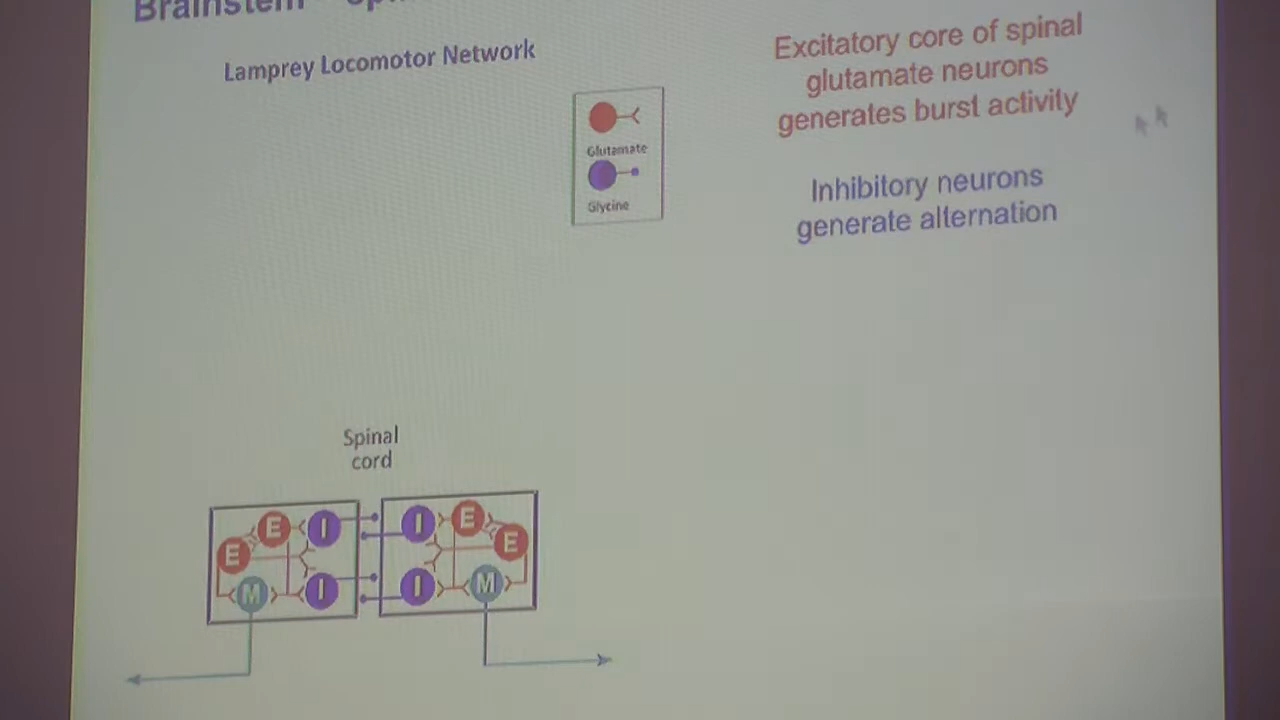 Brainstem
Lamprey Locomotor Network
Excitatory core of spinal
glutamate neurons
generates burst activity
Glutamate
Glycine
Inhibitory neurons
generate alternation
Spinal
cord
E E I I E E
M I I M